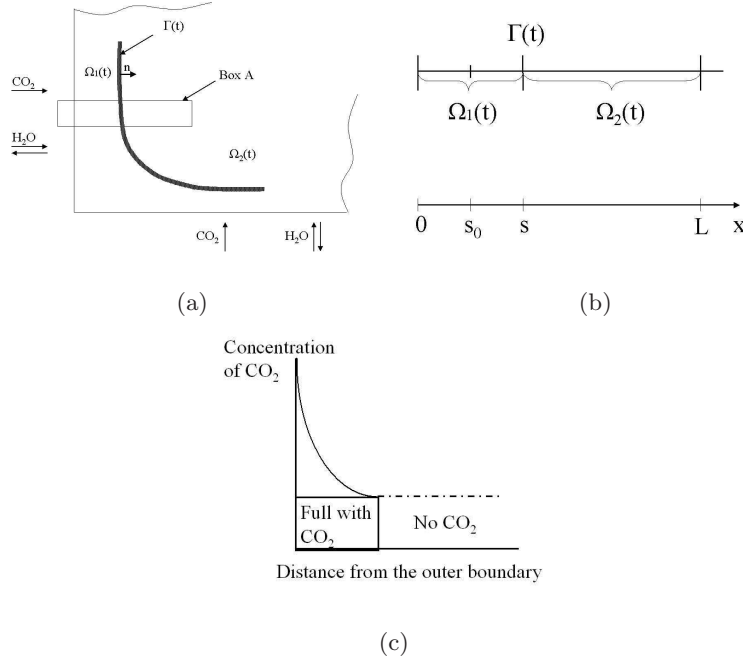 Γ(t)
Ω₁(t)
n
Box A
CO₂
H₂O
Ω₂(t)
CO₂
H₂O
(a)
Γ(t)
Ω₁(t)
Ω₂(t)
0
s₀
s
L
x
(b)
Concentration
of CO₂
Full with
CO₂
No CO₂
Distance from the outer boundary
(c)